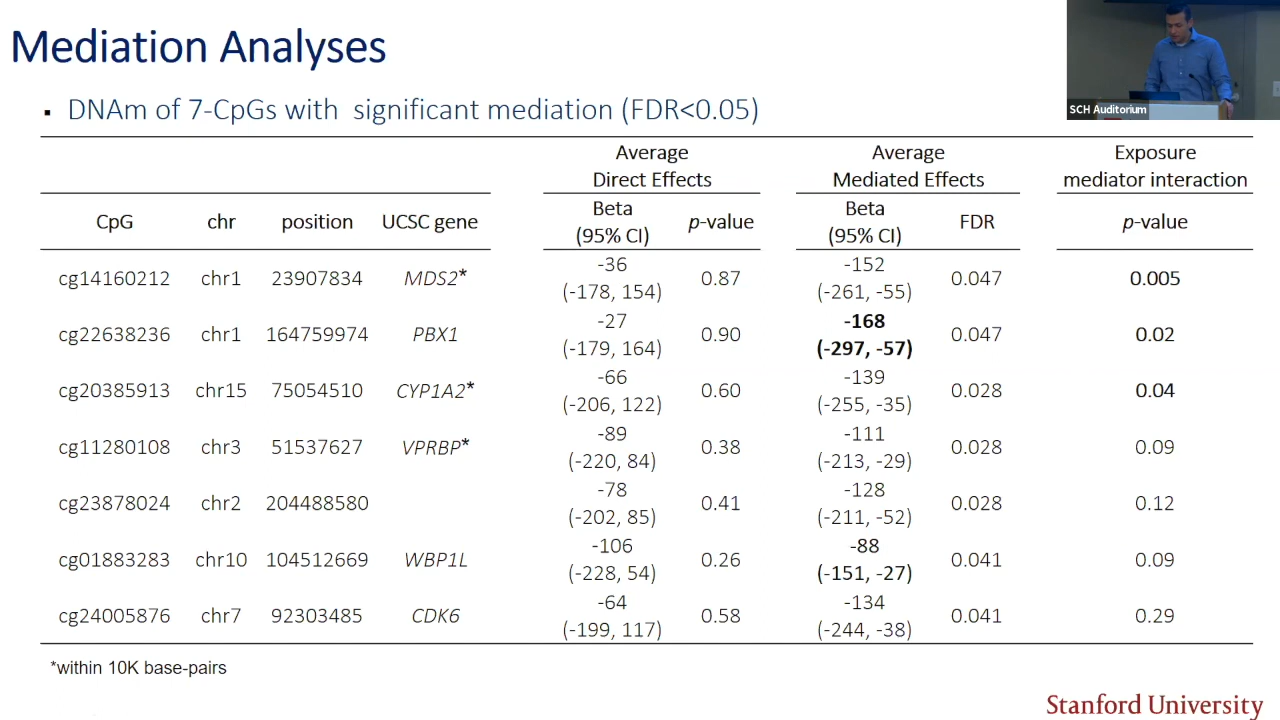 Mediation Analyses
SCH Auditorium
▪ DNAm of 7-CpGs with significant mediation (FDR<0.05)
Average Direct Effects Average Mediated Effects Exposure mediator interaction
CpG chr position UCSC gene Beta (95% CI) p-value Beta (95% CI) FDR p-value
cg14160212 chr1 23907834 MDS2* -36 (-178, 154) 0.87 -152 (-261, -55) 0.047 0.005
cg22638236 chr1 164759974 PBX1 -27 (-179, 164) 0.90 -168 (-297, -57) 0.047 0.02
cg20385913 chr15 75054510 CYP1A2* -66 (-206, 122) 0.60 -139 (-255, -35) 0.028 0.04
cg11280108 chr3 51537627 VPRBP* -89 (-220, 84) 0.38 -111 (-213, -29) 0.028 0.09
cg23878024 chr2 204488580 -78 (-202, 85) 0.41 -128 (-211, -52) 0.028 0.12
cg01883283 chr10 104512669 WBP1L -106 (-228, 54) 0.26 -88 (-151, -27) 0.041 0.09
cg24005876 chr7 92303485 CDK6 -64 (-199, 117) 0.58 -134 (-244, -38) 0.041 0.29
*within 10K base-pairs
Stanford University